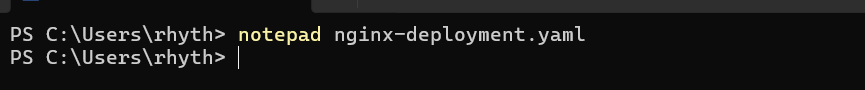 PS C:\Users\rhyth> notepad nginx-deployment.yaml
PS C:\Users\rhyth>